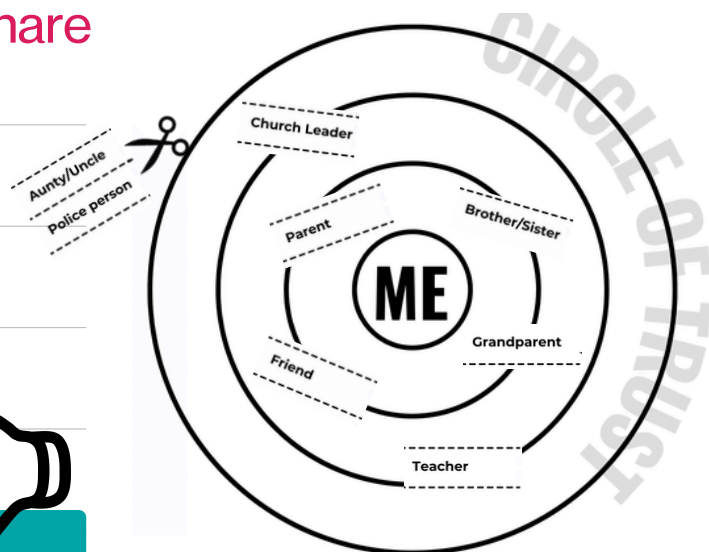 hare
CIRCLE OF TRUST
Church Leader
Aunty/Uncle
Police person
Parent
Brother/Sister
ME
Grandparent
Friend
Teacher